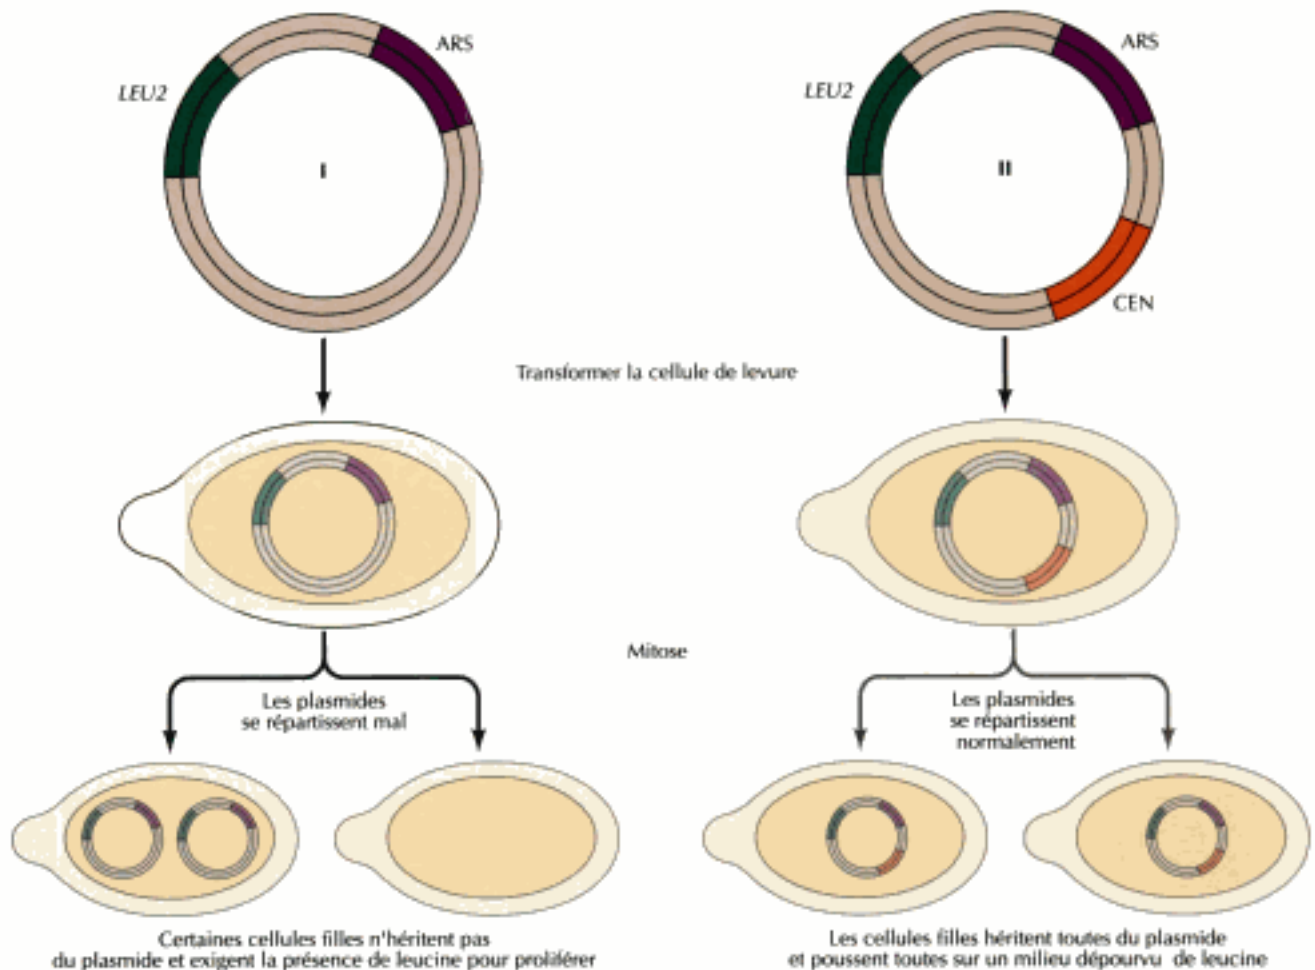 ARS
LEU2
I
ARS
LEU2
II
CEN
Transformer la cellule de levure
Mitose
Les plasmides
se répartissent mal
Les plasmides
se répartissent
normalement
Certaines cellules filles n'héritent pas
du plasmide et exigent la présence de leucine pour proliférer
Les cellules filles héritent toutes du plasmide
et poussent toutes sur un milieu dépourvu de leucine